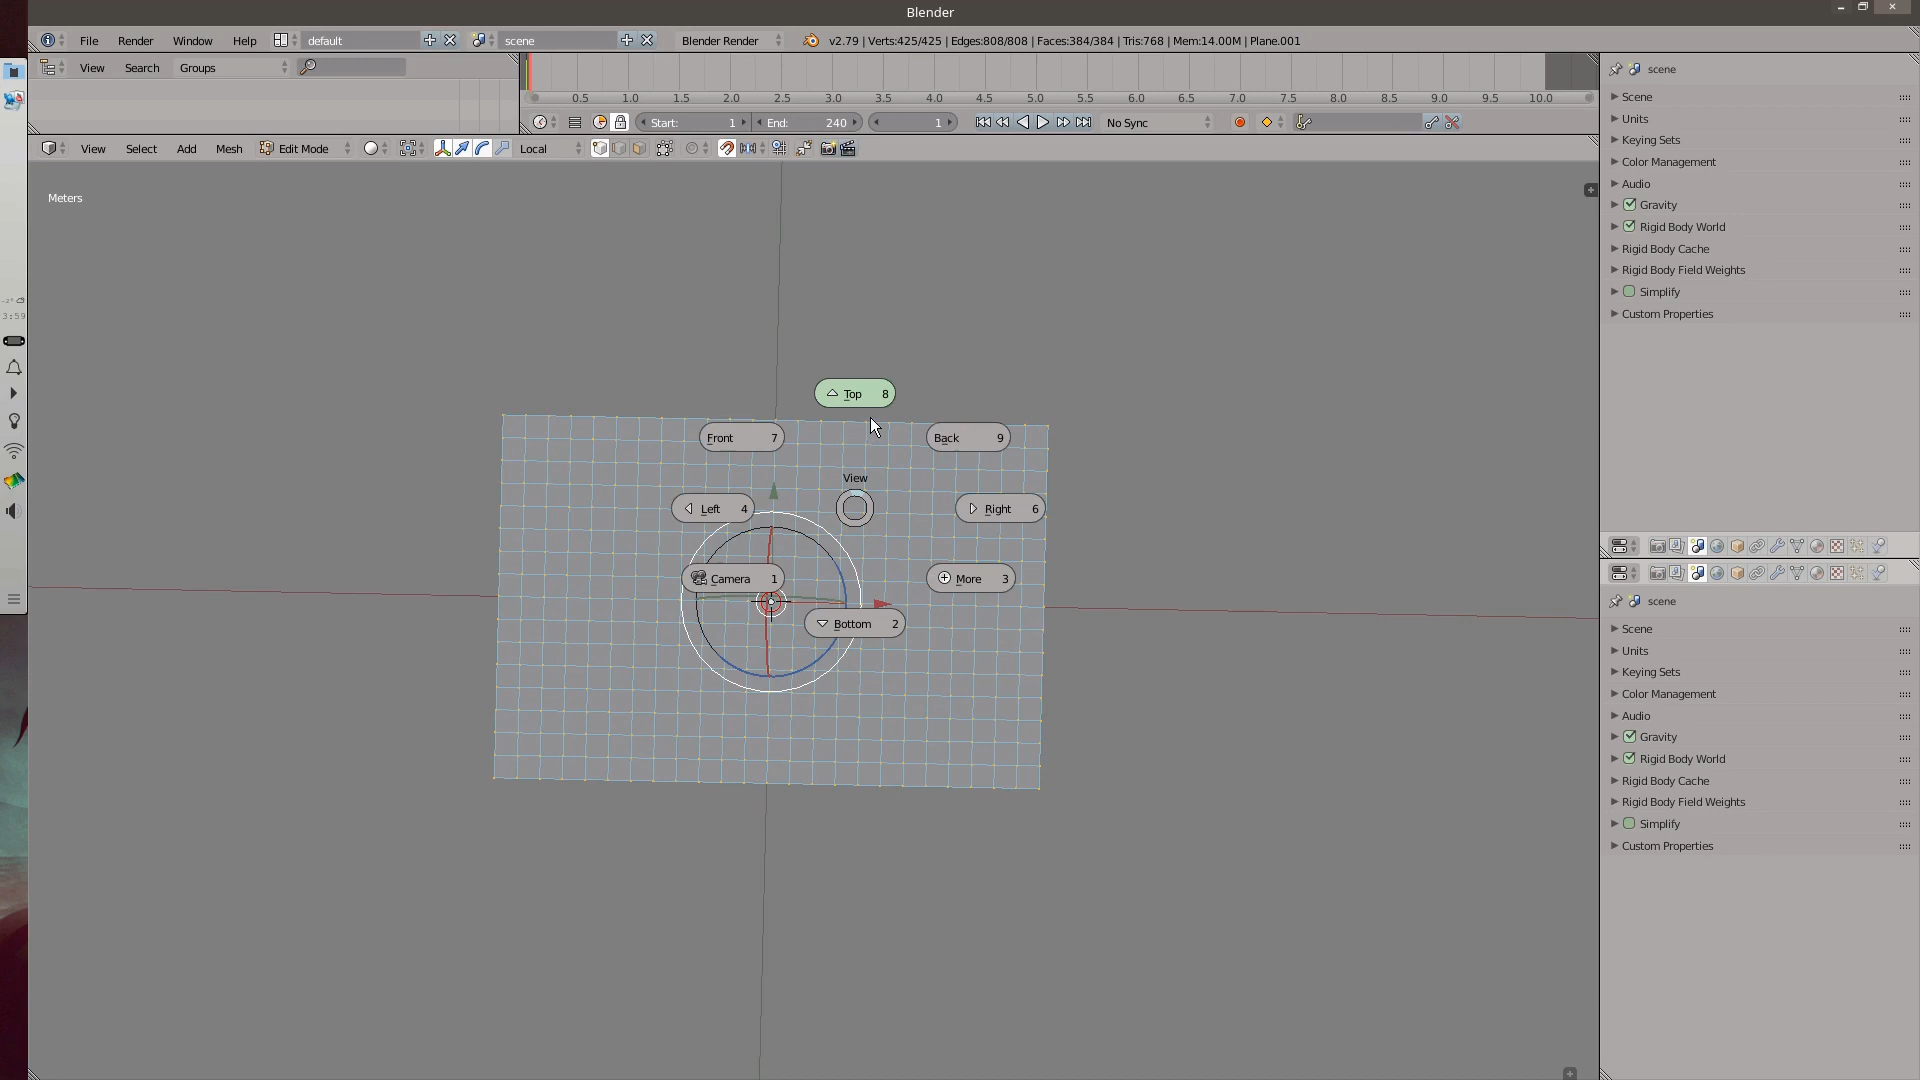 Blender
File Render Window Help default scene Blender Render v2.79 | Verts:425/425 | Edges:808/808 | Faces:384/384 | Tris:768 | Mem:14.00M | Plane.001
View Search Groups
0.5 1.0 1.5 2.0 2.5 3.0 3.5 4.5 5.0 4.0 5.5 6.0 6.5 7.0 7.5 8.0 8.5 9.0 9.5 10.0
Start: 1 End: 240 1 No Sync
View Select Add Mesh Edit Mode Local
Meters
Top 8
Front 7 Back 9
View
Left 4 Right 6
Camera 1 More 3
Bottom 2
3:59
scene
Scene
Units
Keying Sets
Color Management
Audio
Gravity
Rigid Body World
Rigid Body Cache
Rigid Body Field Weights
Simplify
Custom Properties
scene
Scene
Units
Keying Sets
Color Management
Audio
Gravity
Rigid Body World
Rigid Body Cache
Rigid Body Field Weights
Simplify
Custom Properties